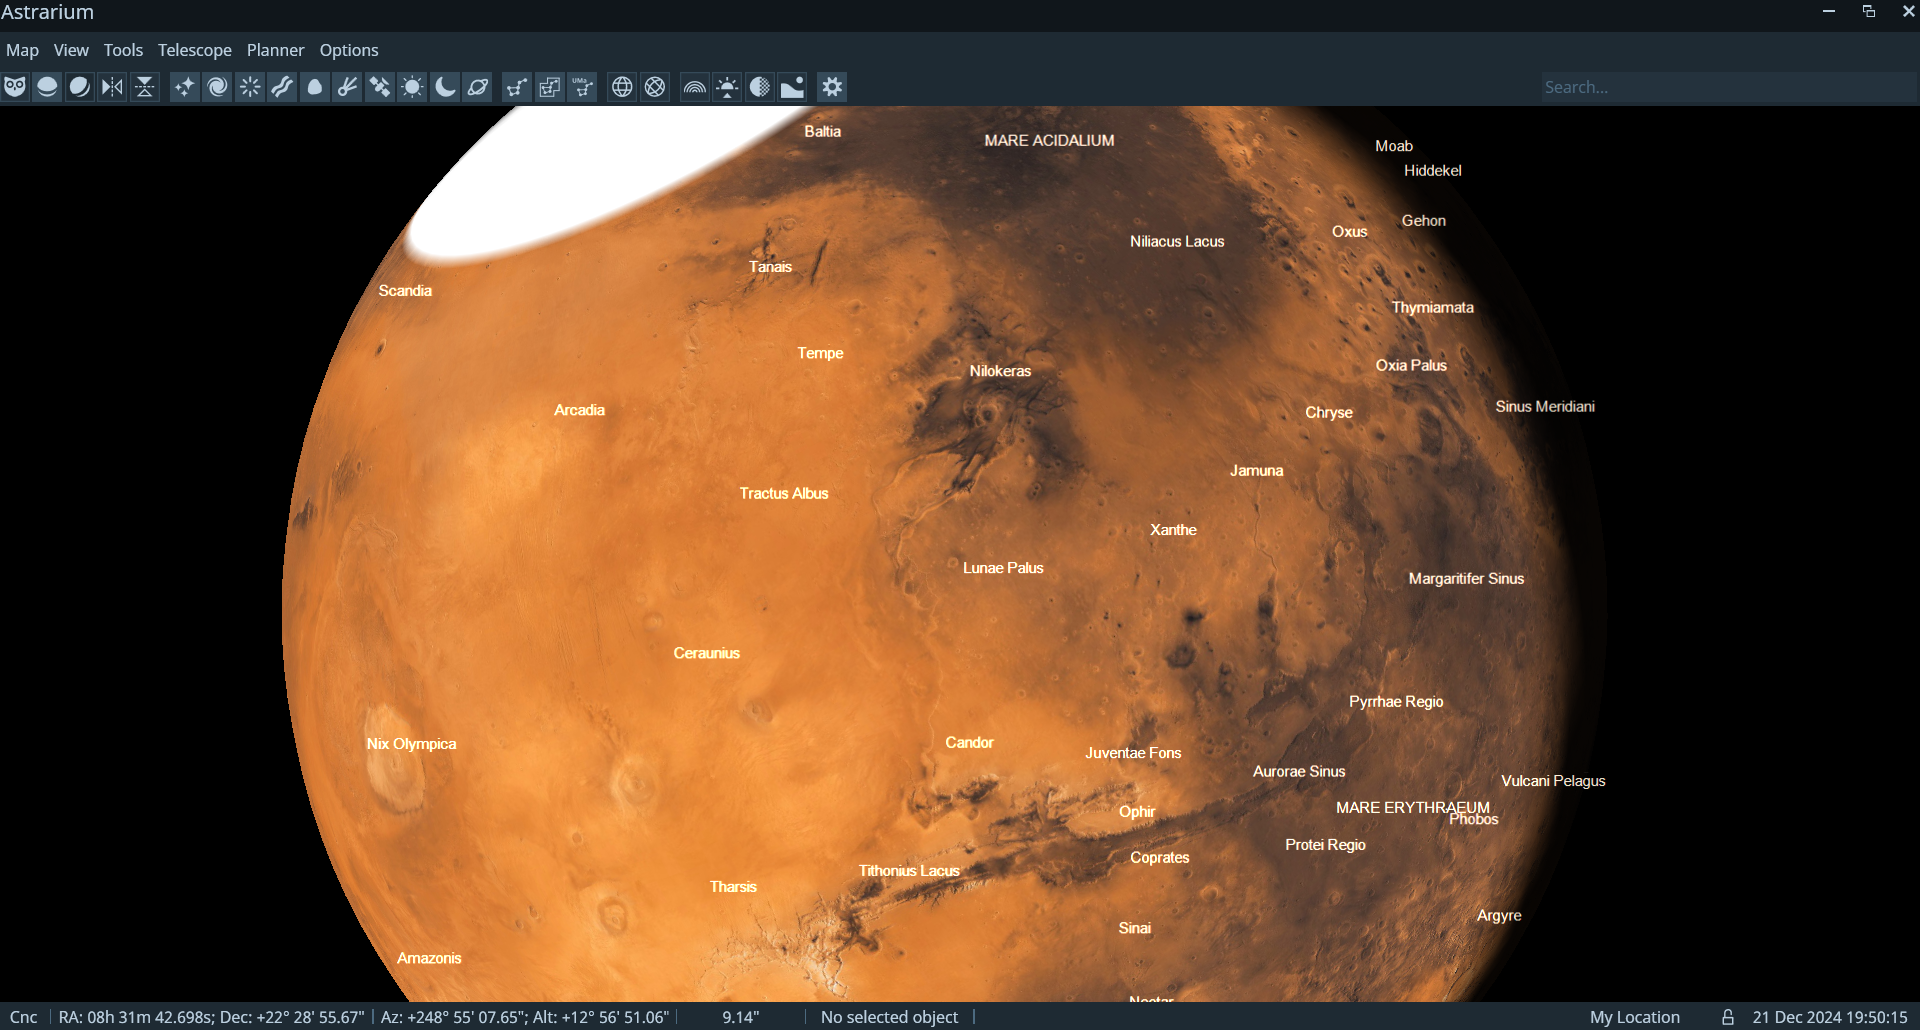 Astrarium
Map View Tools Telescope Planner Options
UMa
Search...
Baltia
MARE ACIDALIUM
Moab
Hiddekel
Gehon
Oxus
Niliacus Lacus
Tanais
Scandia
Thymiamata
Tempe
Oxia Palus
Nilokeras
Arcadia
Chryse
Sinus Meridiani
Jamuna
Tractus Albus
Xanthe
Lunae Palus
Margaritifer Sinus
Ceraunius
Pyrrhae Regio
Nix Olympica
Candor
Juventae Fons
Aurorae Sinus
Vulcani Pelagus
MARE ERYTHRAEUM
Ophir
Phobos
Protei Regio
Coprates
Tithonius Lacus
Tharsis
Argyre
Sinai
Amazonis
Nectar
Cnc RA: 08h 31m 42.698s; Dec: +22° 28' 55.67" Az: +248° 55' 07.65"; Alt: +12° 56' 51.06" 9.14" No selected object My Location 21 Dec 2024 19:50:15